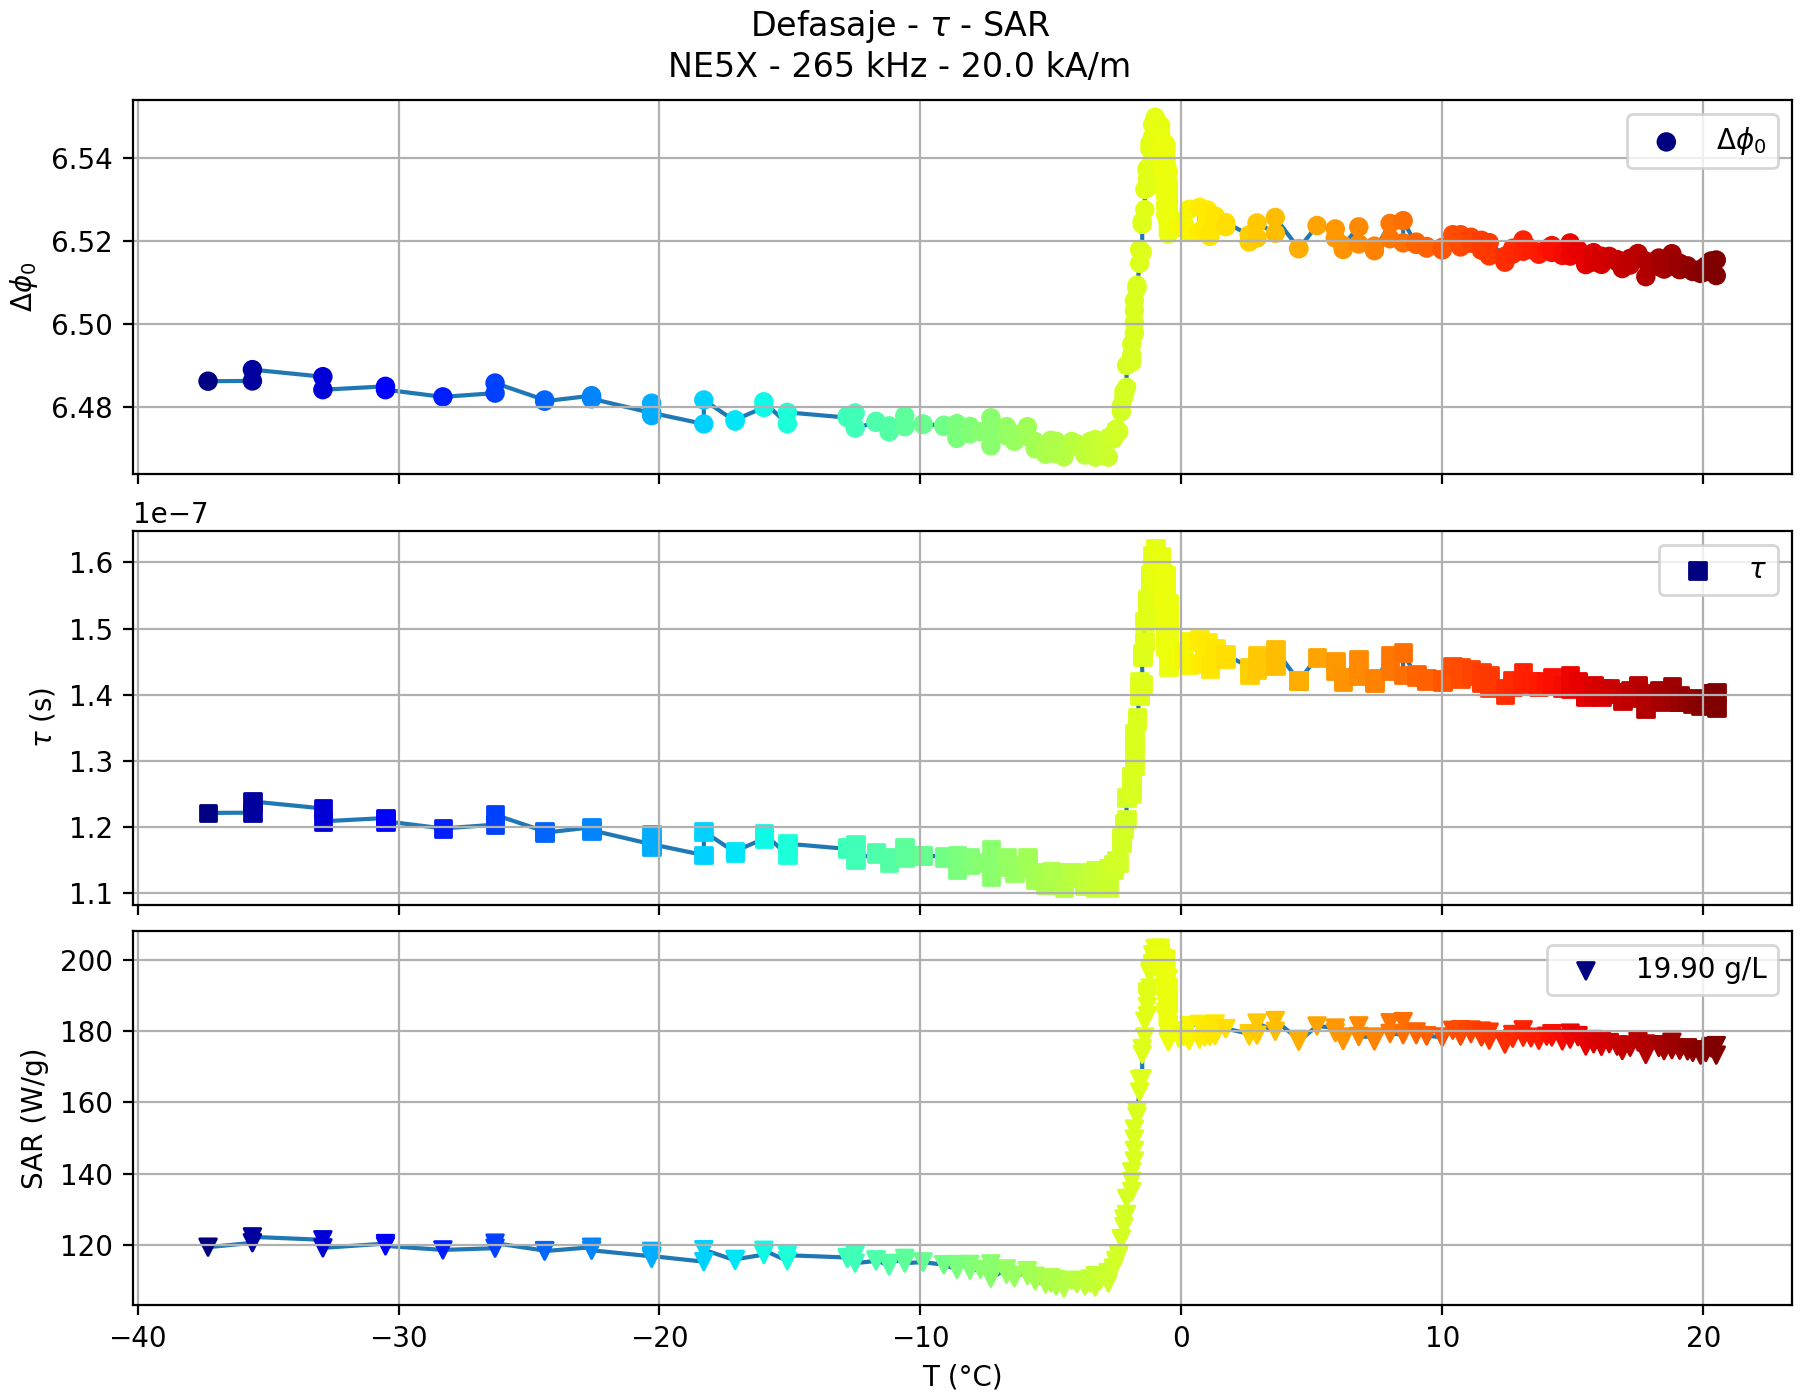 Defasaje - τ - SAR
NE5X - 265 kHz - 20.0 kA/m
Δϕ₀
6.54
6.52
6.50
6.48
Δϕ₀
1e−7
τ
1.6
1.5
1.4
1.3
1.2
1.1
τ (s)
19.90 g/L
200
180
160
140
120
SAR (W/g)
−40 −30 −20 −10 0 10 20
T (°C)